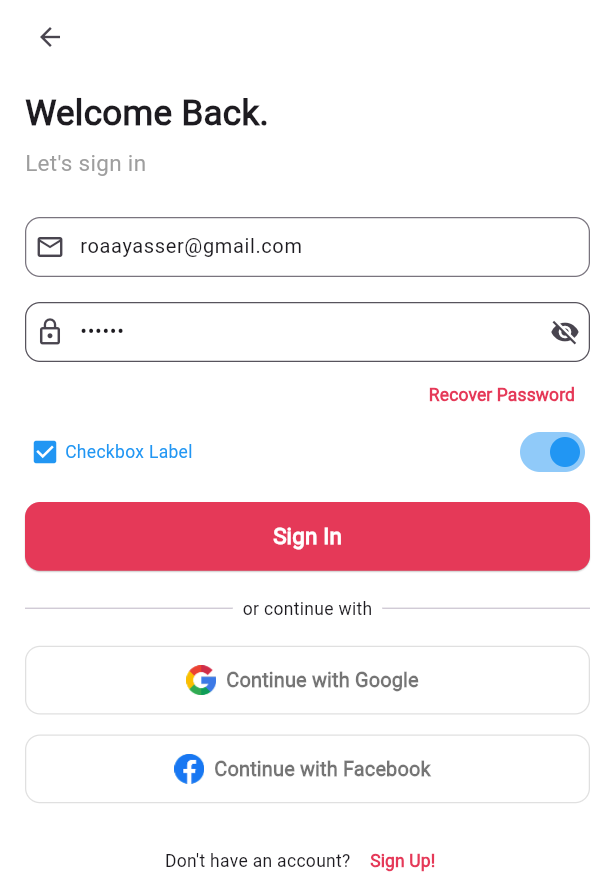 Welcome Back.
Let's sign in
roaayasser@gmail.com
••••••
Recover Password
Checkbox Label
Sign In
or continue with
Continue with Google
Continue with Facebook
Don't have an account? Sign Up!